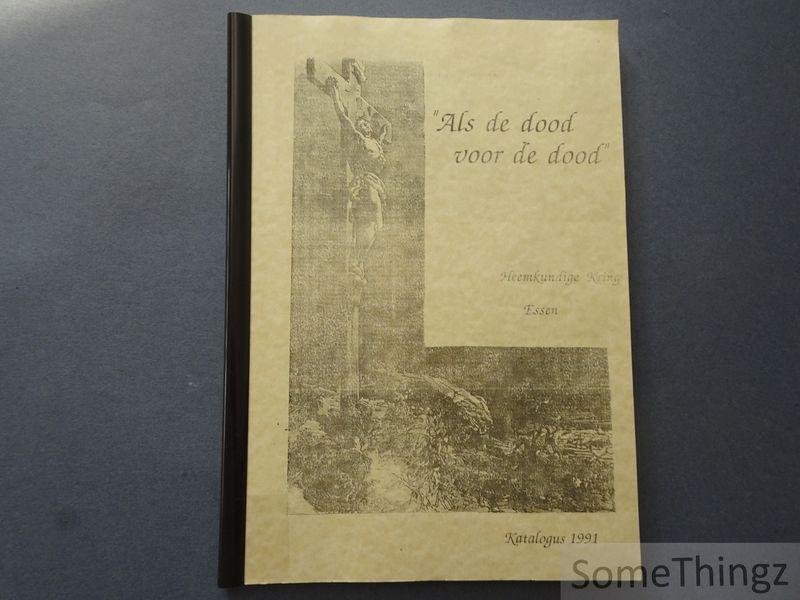 "Als de dood
voor de dood"
Heemkundige Kring
Essen
Katalogus 1991
SomeThingz